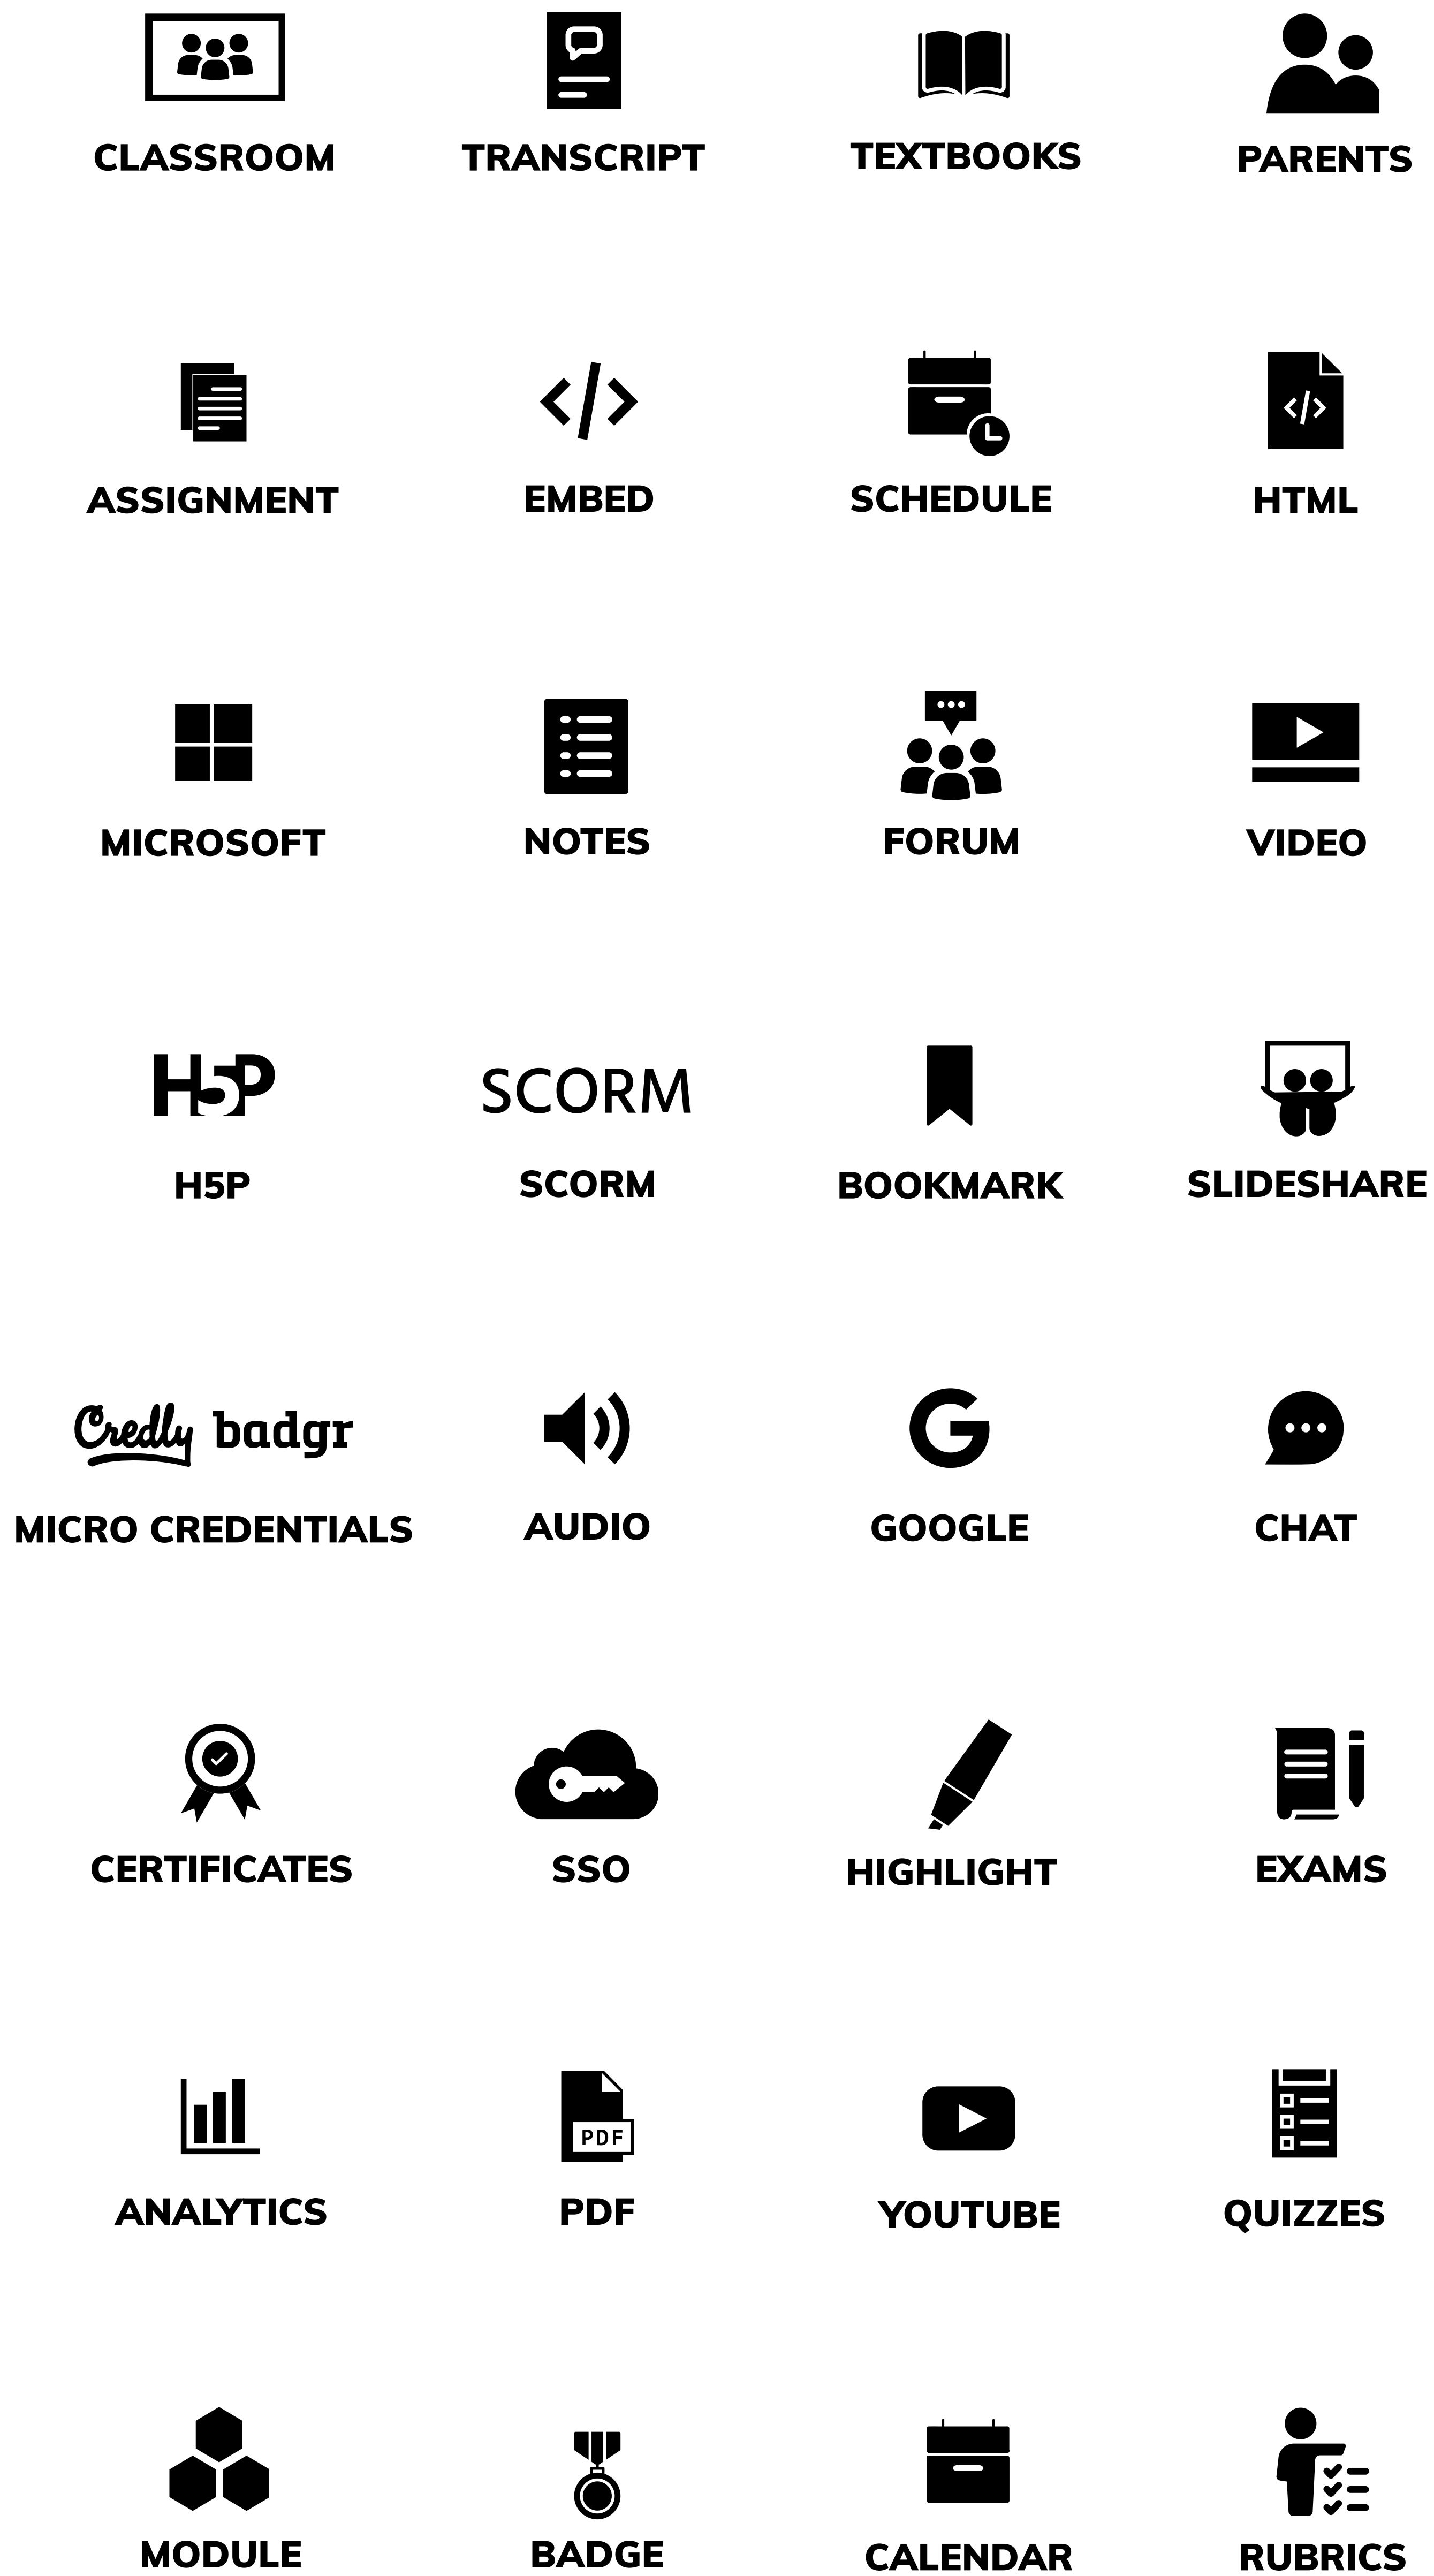 CLASSROOM TRANSCRIPT TEXTBOOKS PARENTS
ASSIGNMENT EMBED SCHEDULE HTML
MICROSOFT NOTES FORUM VIDEO
H5P SCORM
H5P SCORM BOOKMARK SLIDESHARE
Credly badgr G
MICRO CREDENTIALS AUDIO GOOGLE CHAT
CERTIFICATES SSO HIGHLIGHT EXAMS
PDF
ANALYTICS PDF YOUTUBE QUIZZES
MODULE BADGE CALENDAR RUBRICS